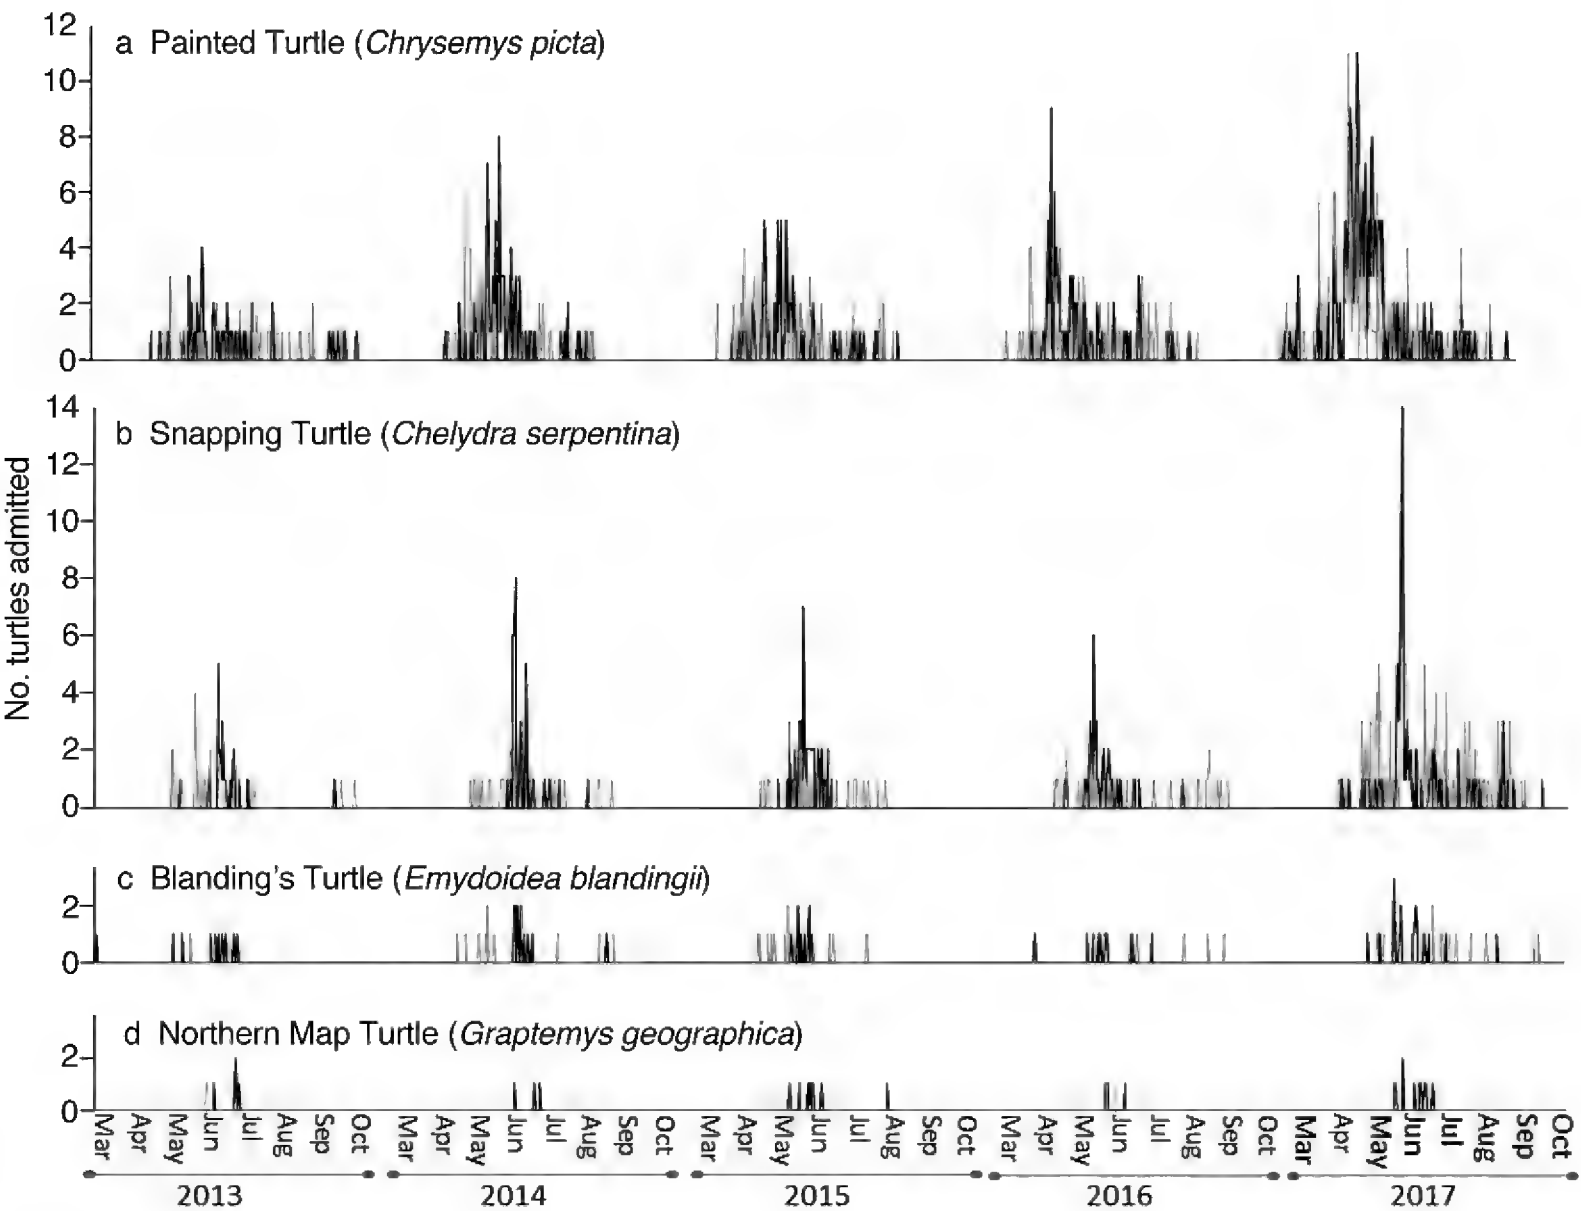 12
a Painted Turtle (Chrysemys picta)
10
8
6
4
2
0
14
b Snapping Turtle (Chelydra serpentina)
12
10
8
6
4
2
0
No. turtles admitted
c Blanding's Turtle (Emydoidea blandingii)
2
0
d Northern Map Turtle (Graptemys geographica)
2
0
Mar Apr May Jun Jul Aug Sep Oct Mar Apr May Jun Jul Aug Sep Oct Mar Apr May Jun Jul Aug Sep Oct Mar Apr May Jun Jul Aug Sep Oct Mar Apr May Jun Jul Aug Sep Oct
2013 2014 2015 2016 2017